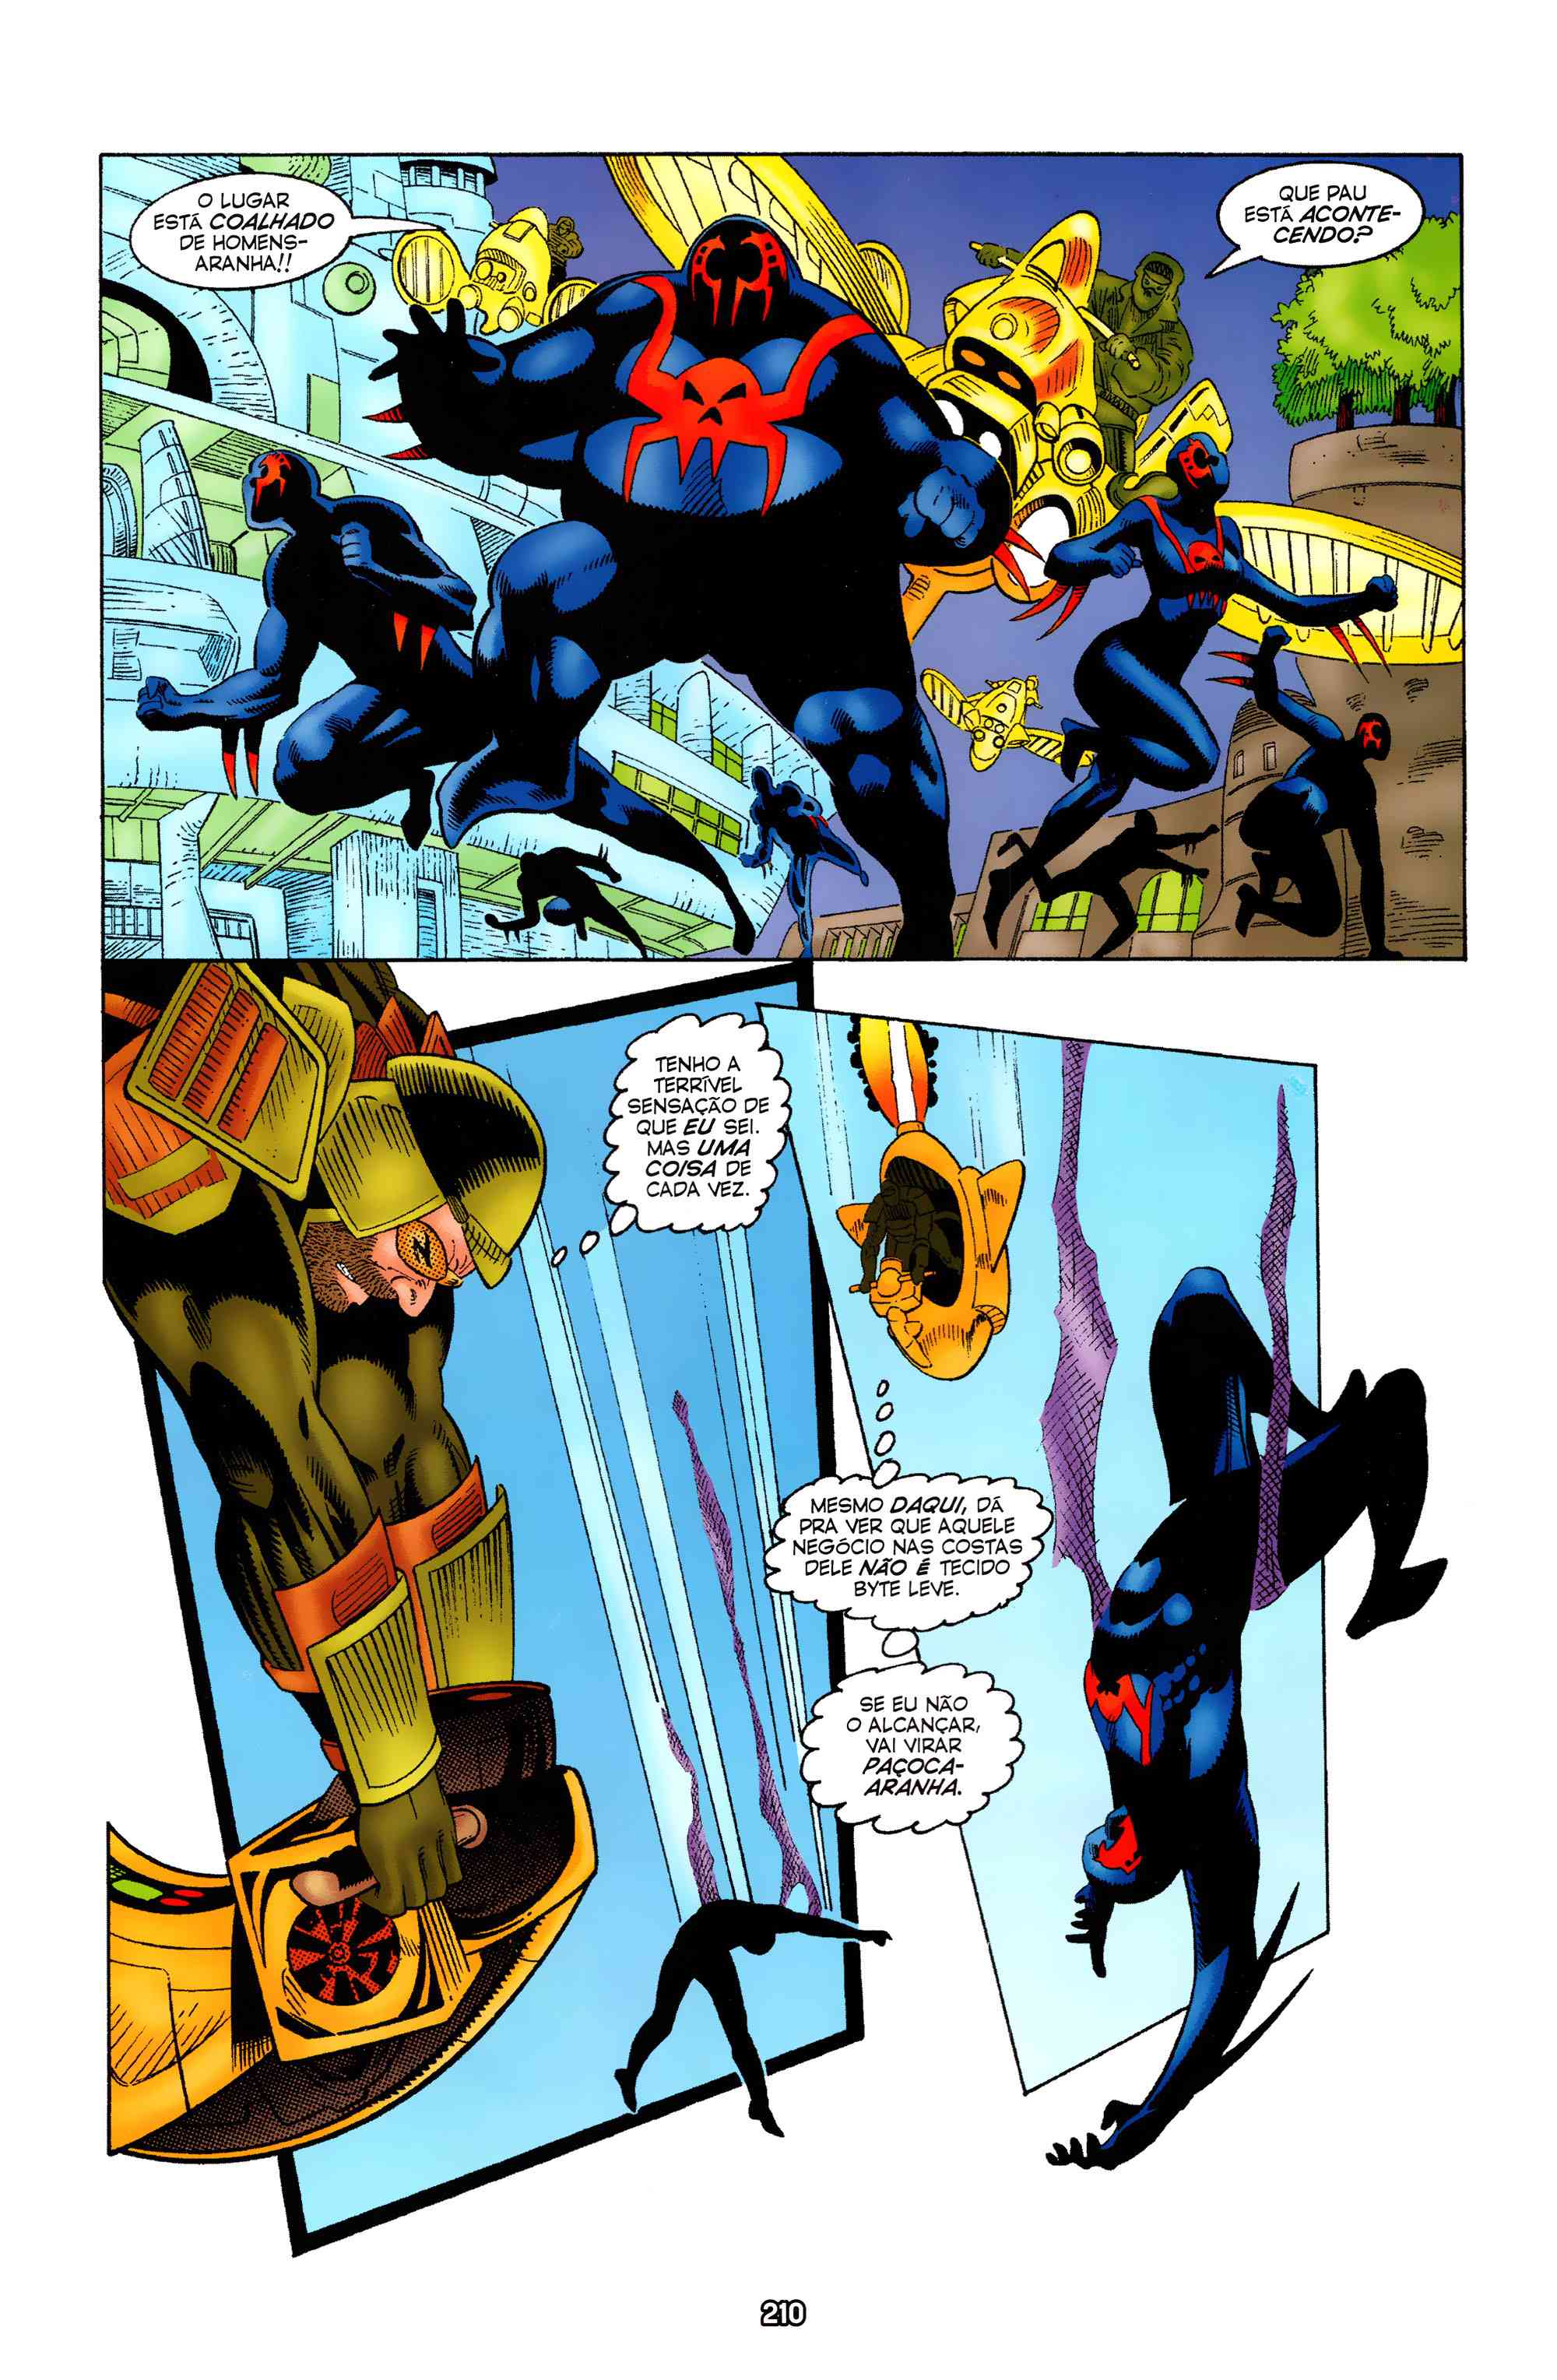 O LUGAR
ESTÁ COALHADO
DE HOMENS-
ARANHA!!
QUE PAU
ESTÁ ACONTE-
CENDO?
TENHO A
TERRÍVEL
SENSAÇÃO DE
QUE EU SEI.
MAS UMA
COISA DE
CADA VEZ.
MESMO DAQUI, DÁ
PRA VER QUE AQUELE
NEGÓCIO NAS COSTAS
DELE NÃO É TECIDO
BYTE LEVE.
SE EU NÃO
O ALCANÇAR,
VAI VIRAR
PAÇOCA-
ARANHA.
210